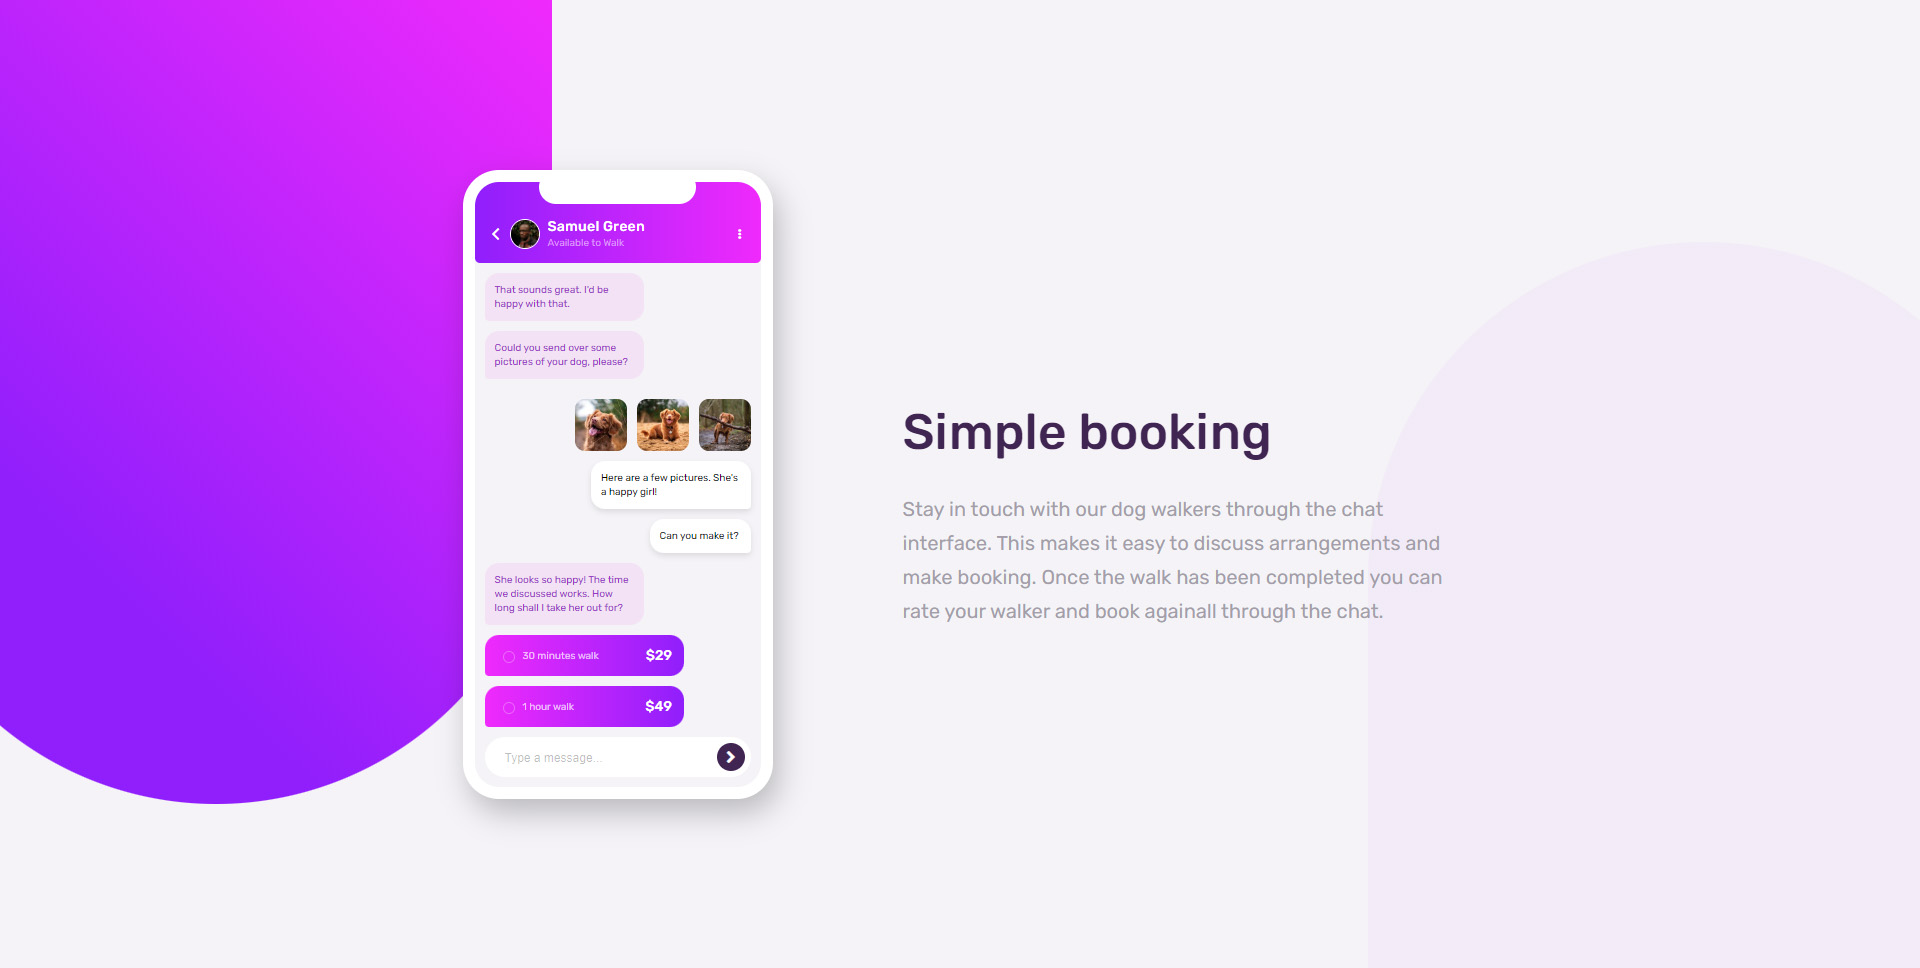 Samuel Green
Available to Walk
That sounds great. I'd be
happy with that.
Could you send over some
pictures of your dog, please?
Here are a few pictures. She's
a happy girl!
Can you make it?
She looks so happy! The time
we discussed works. How
long shall I take her out for?
30 minutes walk $29
1 hour walk $49
Type a message...
Simple booking
Stay in touch with our dog walkers through the chat
interface. This makes it easy to discuss arrangements and
make booking. Once the walk has been completed you can
rate your walker and book againall through the chat.